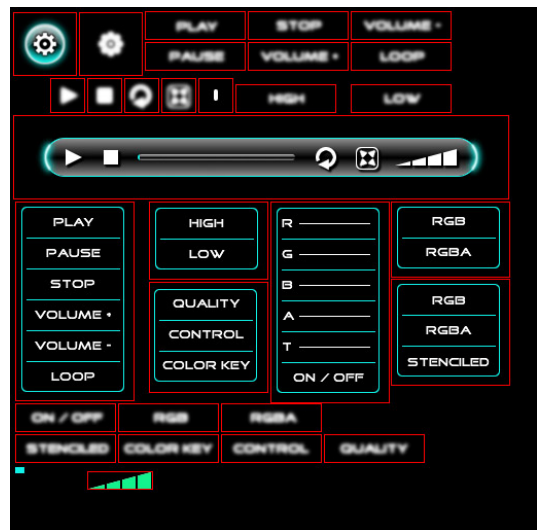 PLAY STOP VOLUME -
PAUSE VOLUME + LOOP
HIGH LOW
PLAY
PAUSE
STOP
VOLUME +
VOLUME -
LOOP
HIGH
LOW
QUALITY
CONTROL
COLOR KEY
R
G
B
A
T
ON / OFF
RGB
RGBA
RGB
RGBA
STENCILED
ON / OFF RGB RGBA
STENCILED COLOR KEY CONTROL QUALITY